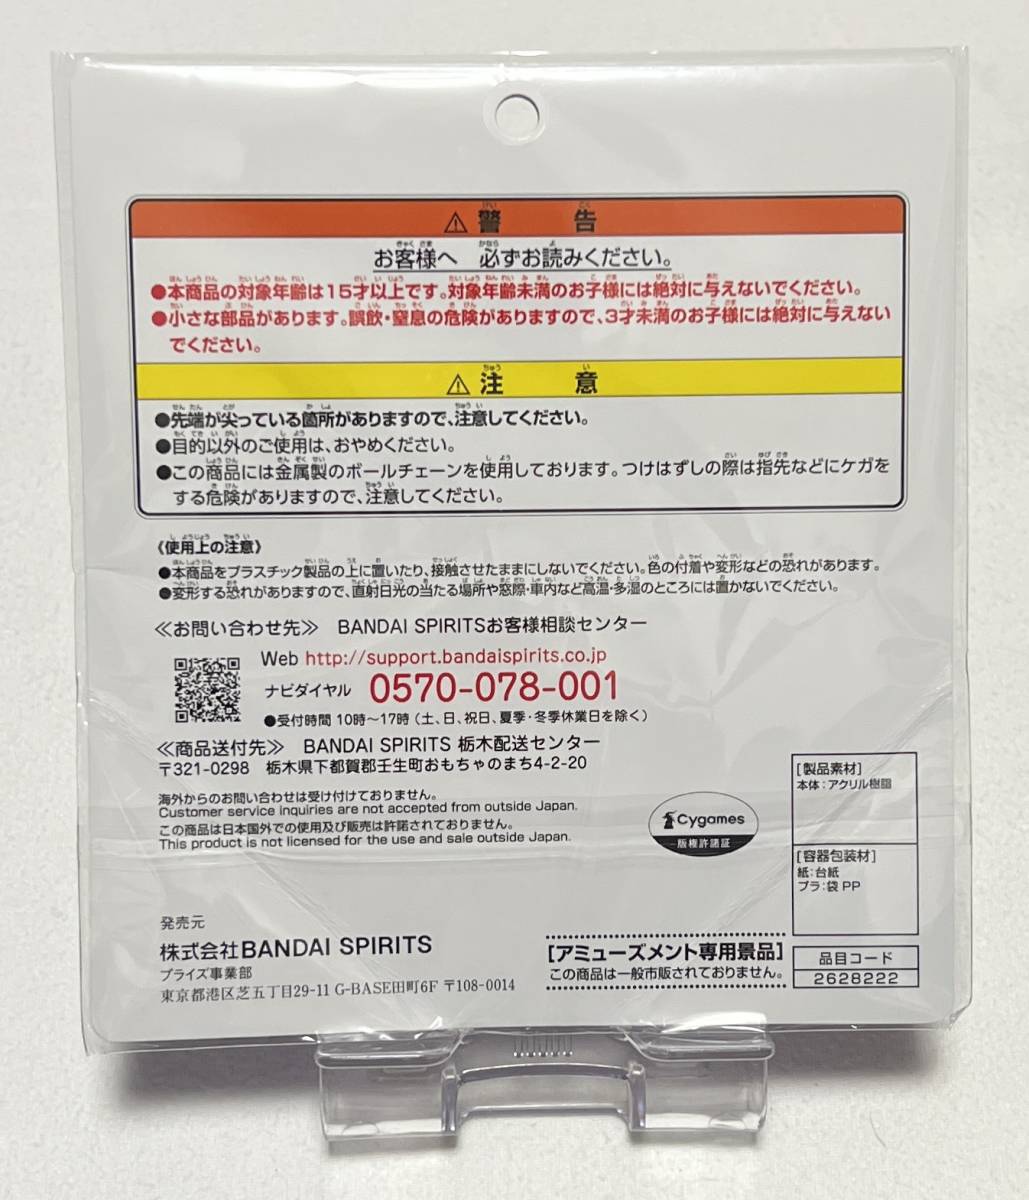 ⚠警告
お客様へ 必ずお読みください。
●本商品の対象年齢は15才以上です。対象年齢未満のお子様には絶対に与えないでください。
●小さな部品があります。誤飲・窒息の危険がありますので、3才未満のお子様には絶対に与えない
でください。
⚠注意
●先端が尖っている箇所がありますので、注意してください。
●目的以外のご使用は、おやめください。
●この商品には金属製のボールチェーンを使用しております。つけはずしの際は指先などにケガを
する危険がありますので、注意してください。
《使用上の注意》
●本商品をプラスチック製品の上に置いたり、接触させたままにしないでください。色の付着や変形などの恐れがあります。
●変形する恐れがありますので、直射日光の当たる場所や窓際・車内など高温・多湿のところには置かないでください。
≪お問い合わせ先≫ BANDAI SPIRITSお客様相談センター
Web http://support.bandaispirits.co.jp
ナビダイヤル 0570-078-001
●受付時間 10時〜17時(土、日、祝日、夏季・冬季休業日を除く)
≪商品送付先≫ BANDAI SPIRITS 栃木配送センター
〒321-0298 栃木県下都賀郡壬生町おもちゃのまち4-2-20
海外からのお問い合わせは受け付けておりません。
Customer service inquiries are not accepted from outside Japan.
この商品は日本国外での使用及び販売は許諾されておりません。
This product is not licensed for the use and sale outside Japan.
Cygames
版権許諾証
[製品素材]
本体:アクリル樹脂
[容器包装材]
紙:台紙
プラ:袋 PP
発売元
株式会社BANDAI SPIRITS
プライズ事業部
東京都港区芝五丁目29-11 G-BASE田町6F 〒108-0014
[アミューズメント専用景品]
この商品は一般市販されておりません。
品目コード
2628222